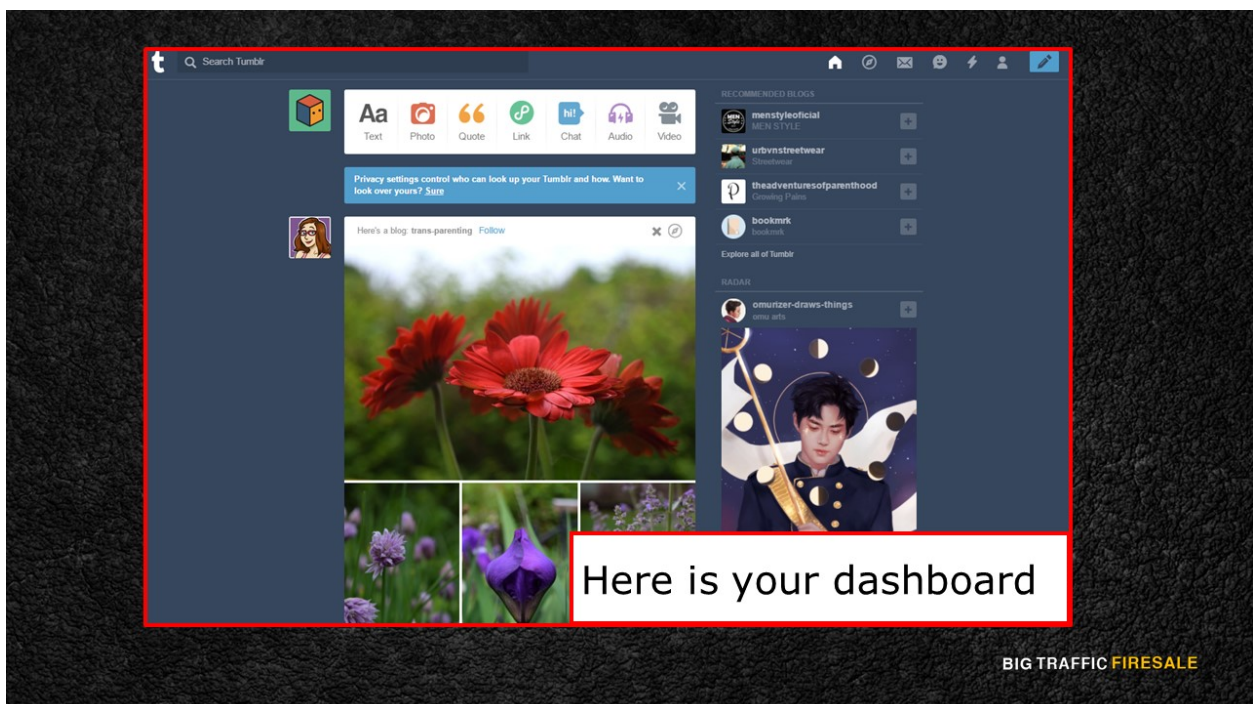 t
Search Tumblr
Aa
hi!
Text Photo Quote Link Chat Audio Video
Privacy settings control who can look up your Tumblr and how. Want to
look over yours? Sure
Here's a blog: trans-parenting Follow
RECOMMENDED BLOGS
menstyleoficial
MEN STYLE
urbvnstreetwear
Streetwear
theadventuresofparenthood
Growing Pains
bookmrk
bookmrk
Explore all of Tumblr
RADAR
omurizer-draws-things
omu arts
Here is your dashboard
BIG TRAFFIC FIRESALE